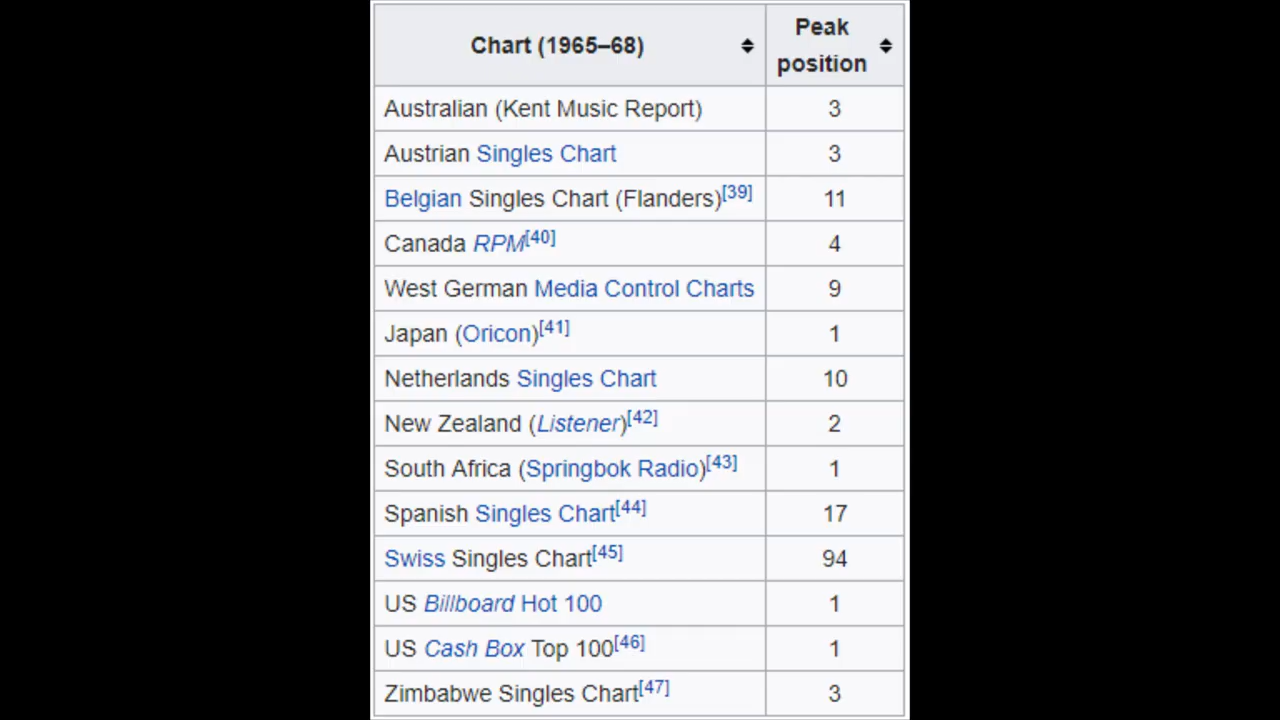 Chart (1965–68) Peak position
Australian (Kent Music Report) 3
Austrian Singles Chart 3
Belgian Singles Chart (Flanders)[39] 11
Canada RPM[40] 4
West German Media Control Charts 9
Japan (Oricon)[41] 1
Netherlands Singles Chart 10
New Zealand (Listener)[42] 2
South Africa (Springbok Radio)[43] 1
Spanish Singles Chart[44] 17
Swiss Singles Chart[45] 94
US Billboard Hot 100 1
US Cash Box Top 100[46] 1
Zimbabwe Singles Chart[47] 3